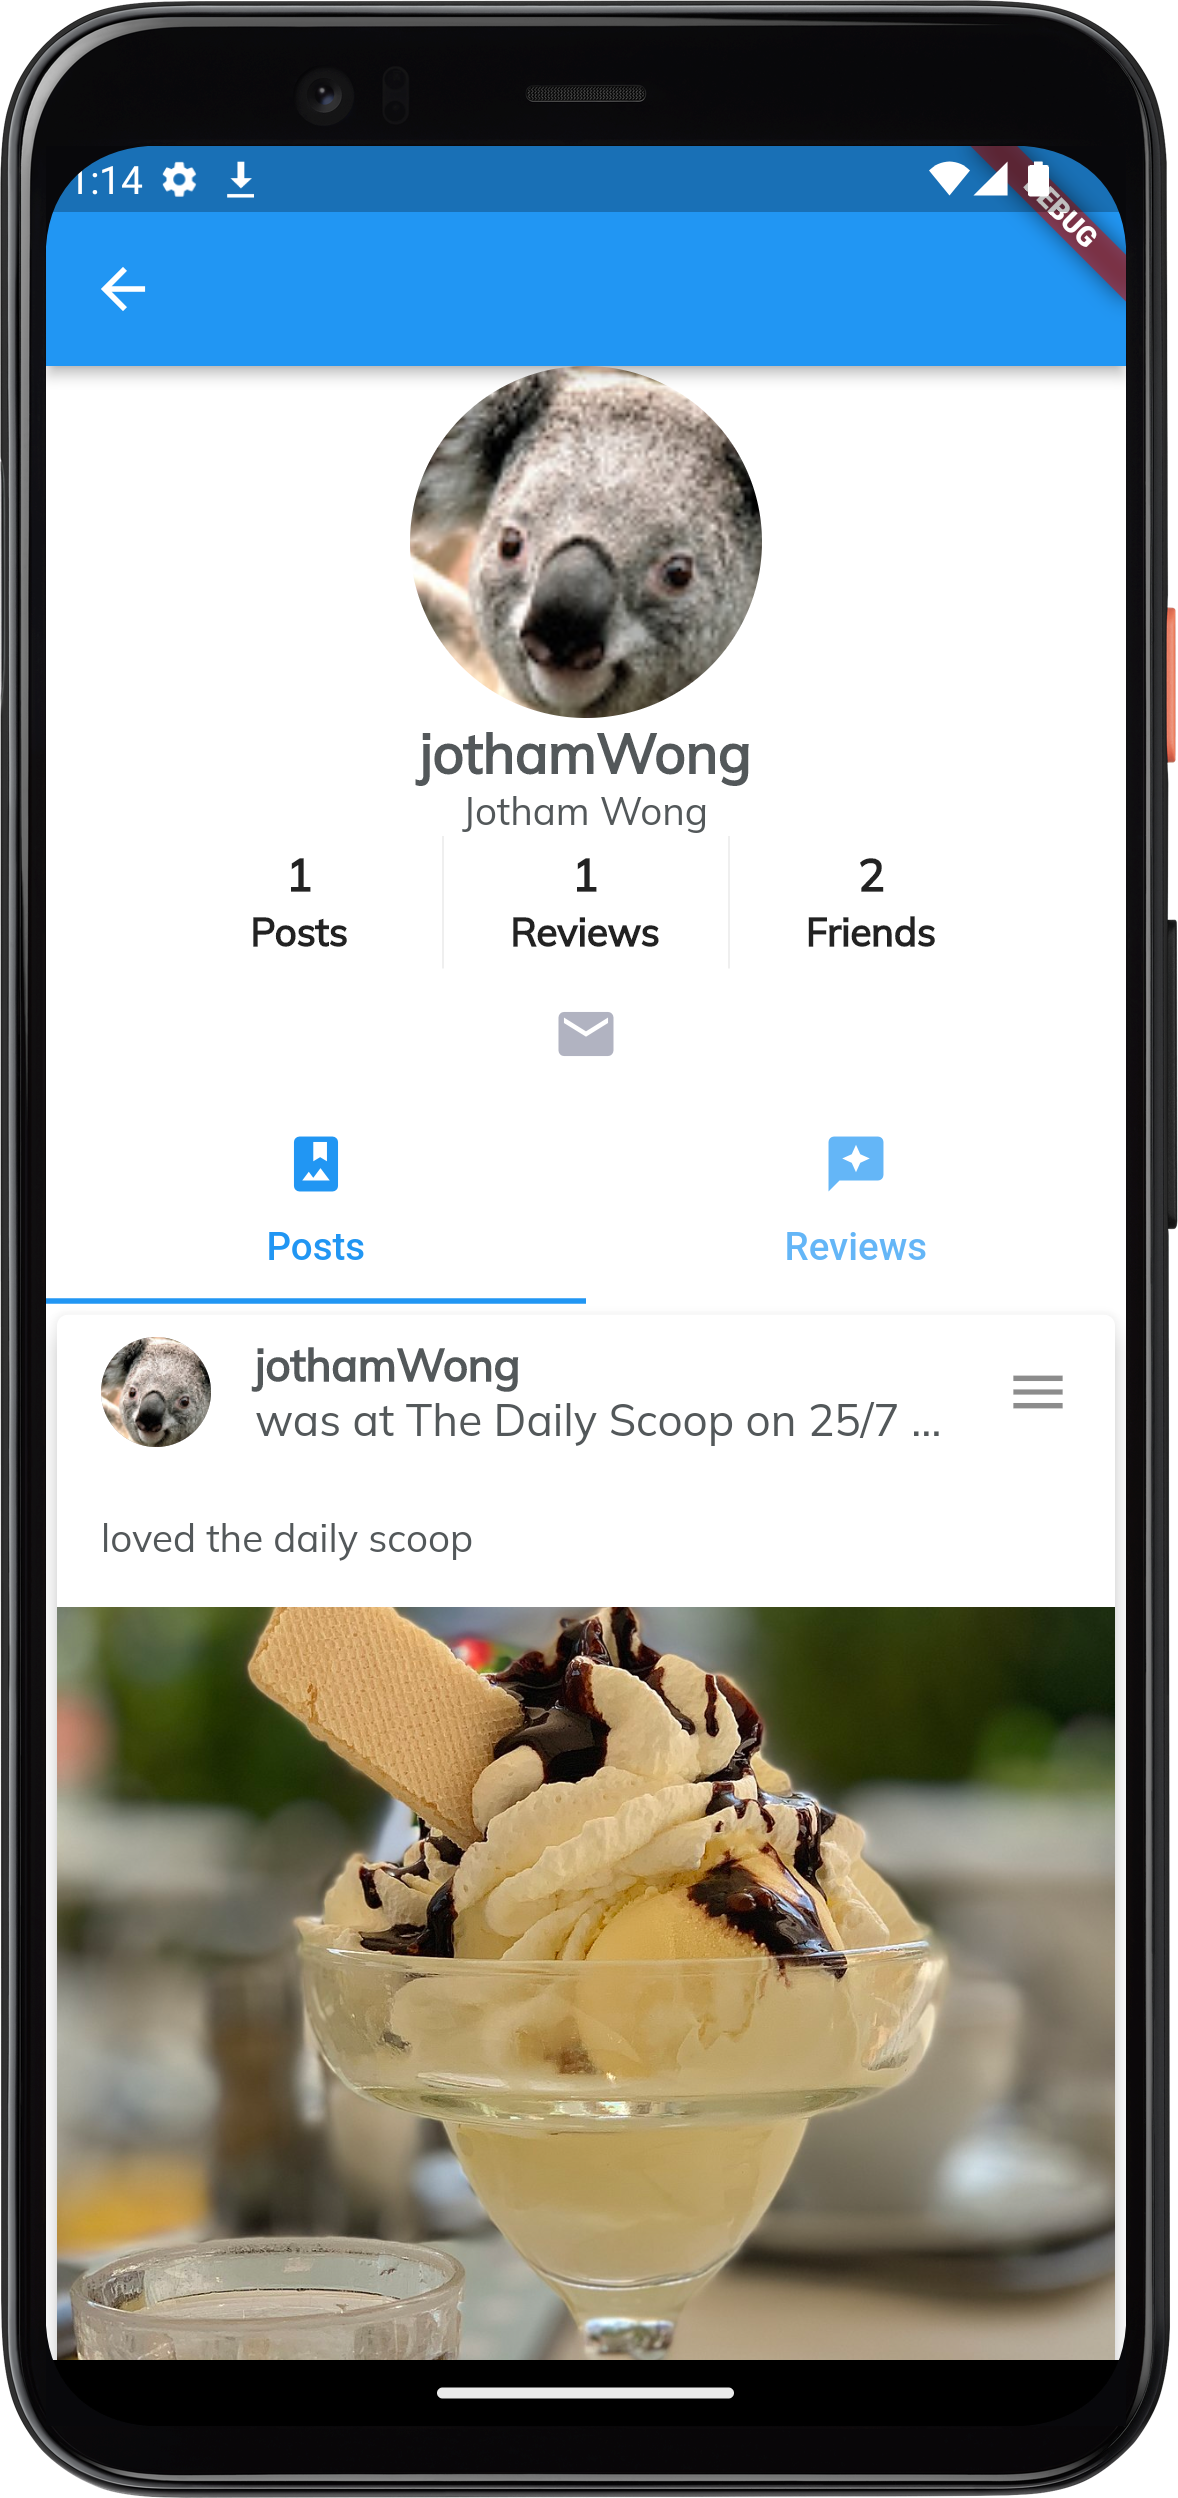 1:14
DEBUG
jothamWong
Jotham Wong
1
Posts
1
Reviews
2
Friends
Posts
Reviews
jothamWong
was at The Daily Scoop on 25/7 ...
loved the daily scoop